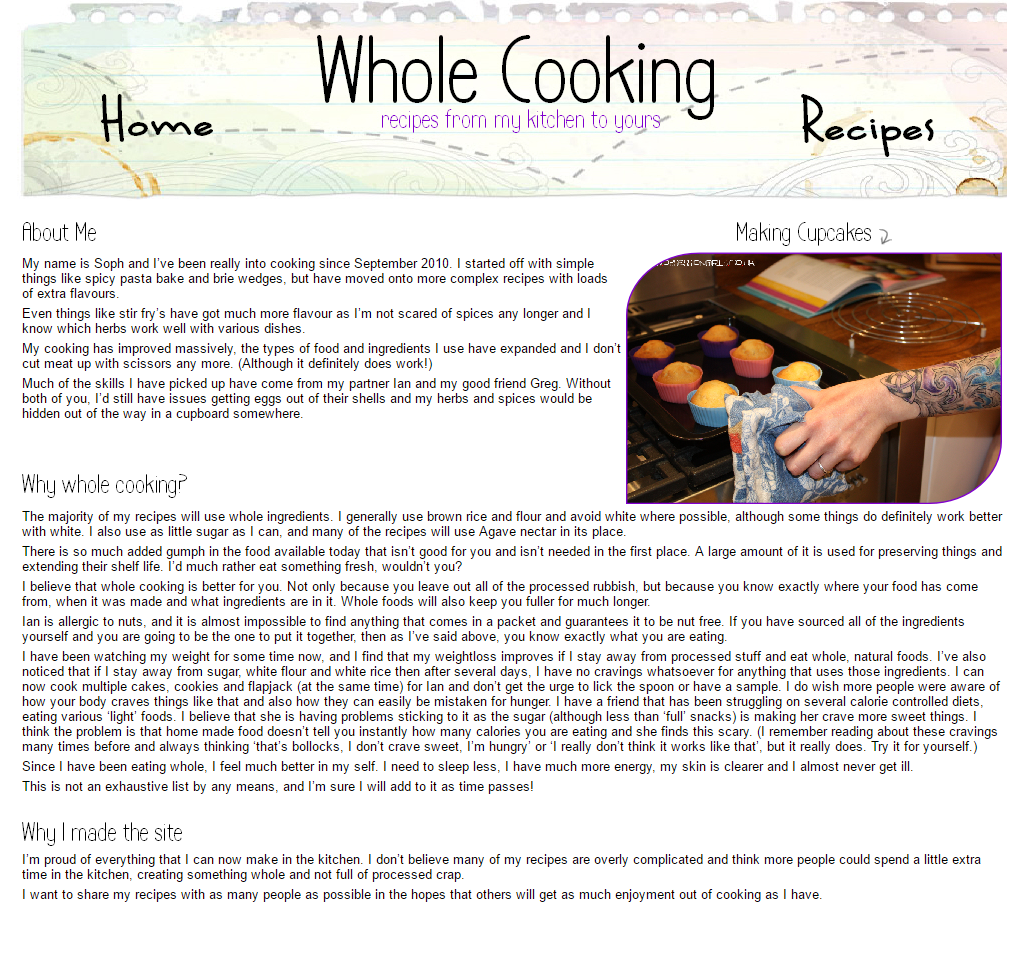 Whole Cooking
recipes from my kitchen to yours
Home
Recipes
About Me
My name is Soph and I've been really into cooking since September 2010. I started off with simple
things like spicy pasta bake and brie wedges, but have moved onto more complex recipes with loads
of extra flavours.
Even things like stir fry's have got much more flavour as I'm not scared of spices any longer and I
know which herbs work well with various dishes.
My cooking has improved massively, the types of food and ingredients I use have expanded and I don't
cut meat up with scissors any more. (Although it definitely does work!)
Much of the skills I have picked up have come from my partner Ian and my good friend Greg. Without
both of you, I'd still have issues getting eggs out of their shells and my herbs and spices would be
hidden out of the way in a cupboard somewhere.
Making Cupcakes
Why whole cooking?
The majority of my recipes will use whole ingredients. I generally use brown rice and flour and avoid white where possible, although some things do definitely work better
with white. I also use as little sugar as I can, and many of the recipes will use Agave nectar in its place.
There is so much added gumph in the food available today that isn't good for you and isn't needed in the first place. A large amount of it is used for preserving things and
extending their shelf life. I'd much rather eat something fresh, wouldn't you?
I believe that whole cooking is better for you. Not only because you leave out all of the processed rubbish, but because you know exactly where your food has come
from, when it was made and what ingredients are in it. Whole foods will also keep you fuller for much longer.
Ian is allergic to nuts, and it is almost impossible to find anything that comes in a packet and guarantees it to be nut free. If you have sourced all of the ingredients
yourself and you are going to be the one to put it together, then as I've said above, you know exactly what you are eating.
I have been watching my weight for some time now, and I find that my weightloss improves if I stay away from processed stuff and eat whole, natural foods. I've also
noticed that if I stay away from sugar, white flour and white rice then after several days, I have no cravings whatsoever for anything that uses those ingredients. I can
now cook multiple cakes, cookies and flapjack (at the same time) for Ian and don't get the urge to lick the spoon or have a sample. I do wish more people were aware of
how your body craves things like that and also how they can easily be mistaken for hunger. I have a friend that has been struggling on several calorie controlled diets,
eating various 'light' foods. I believe that she is having problems sticking to it as the sugar (although less than 'full' snacks) is making her crave more sweet things. I
think the problem is that home made food doesn't tell you instantly how many calories you are eating and she finds this scary. (I remember reading about these cravings
many times before and always thinking 'that's bollocks, I don't crave sweet, I'm hungry' or 'I really don't think it works like that', but it really does. Try it for yourself.)
Since I have been eating whole, I feel much better in my self. I need to sleep less, I have much more energy, my skin is clearer and I almost never get ill.
This is not an exhaustive list by any means, and I'm sure I will add to it as time passes!
Why I made the site
I'm proud of everything that I can now make in the kitchen. I don't believe many of my recipes are overly complicated and think more people could spend a little extra
time in the kitchen, creating something whole and not full of processed crap.
I want to share my recipes with as many people as possible in the hopes that others will get as much enjoyment out of cooking as I have.